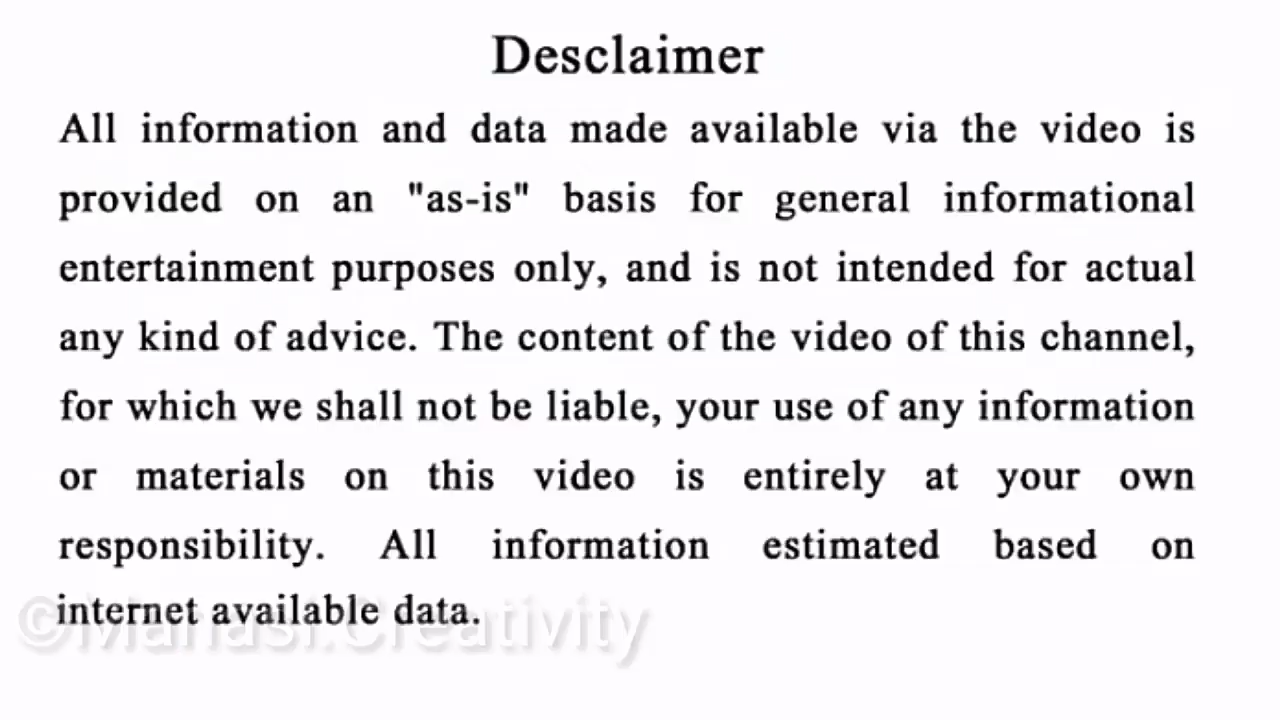 Desclaimer
All information and data made available via the video is
provided on an "as-is" basis for general informational
entertainment purposes only, and is not intended for actual
any kind of advice. The content of the video of this channel,
for which we shall not be liable, your use of any information
or materials on this video is entirely at your own
responsibility. All information estimated based on
internet available data.
©Manasi.Creativity